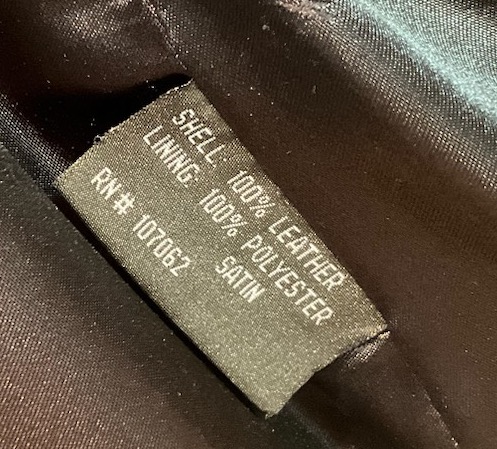 SHELL: 100% LEATHER
LINING: 100% POLYESTER
SATIN
RN# 107062